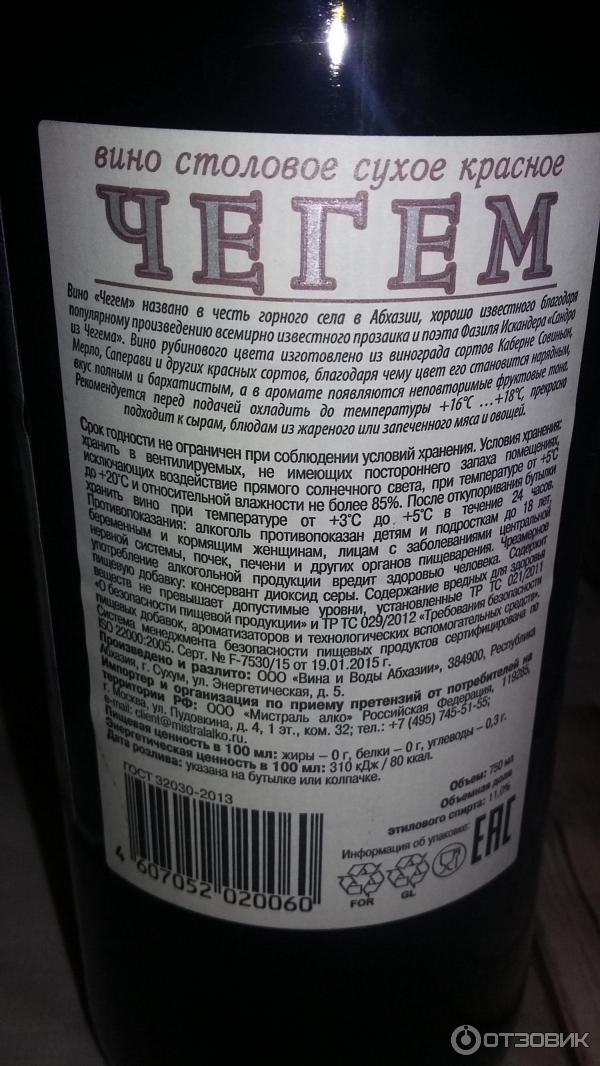 вино столовое сухое красное
ЧЕГЕМ
Вино «Чегем» названо в честь горного села в Абхазии, хорошо известного благодаря
популярному произведению всемирно известного прозаика и поэта Фазиля Искандера «Сандро
из Чегема». Вино рубинового цвета изготовлено из винограда сортов Каберне Совиньон,
Мерло, Саперави и других красных сортов, благодаря чему цвет его становится нарядным,
вкус полным и бархатистым, а в аромате появляются неповторимые фруктовые тона.
Рекомендуется перед подачей охладить до температуры +16°С ...+18°С, прекрасно
подходит к сырам, блюдам из жареного или запеченного мяса и овощей.
Срок годности не ограничен при соблюдении условий хранения. Условия хранения:
хранить в вентилируемых, не имеющих постороннего запаха помещениях,
исключающих воздействие прямого солнечного света, при температуре от +5°С
до +20°С и относительной влажности не более 85%. После откупоривания бутылки
хранить вино при температуре от +3°С до +5°С в течение 24 часов.
Противопоказания: алкоголь противопоказан детям и подросткам до 18 лет,
беременным и кормящим женщинам, лицам с заболеваниями центральной
нервной системы, почек, печени и других органов пищеварения. Чрезмерное
употребление алкогольной продукции вредит здоровью человека. Содержит
пищевую добавку: консервант диоксид серы. Содержание вредных для здоровья
веществ не превышает допустимые уровни, установленные ТР ТС 021/2011
«О безопасности пищевой продукции» и ТР ТС 029/2012 «Требования безопасности
пищевых добавок, ароматизаторов и технологических вспомогательных средств».
Система менеджмента безопасности пищевых продуктов сертифицирована по
ISO 22000:2005. Серт. № F-7530/15 от 19.01.2015 г.
Произведено и разлито: ООО «Вина и Воды Абхазии», 384900, Республика
Абхазия, г. Сухум, ул. Энергетическая, д. 5.
Импортер и организация по приему претензий от потребителей на
территории РФ: ООО «Мистраль алко» Российская Федерация, 119285,
г. Москва, ул. Пудовкина, д. 4, 1 эт., ком. 32; тел.: +7 (495) 745-51-55;
e-mail: client@mistralalko.ru.
Пищевая ценность в 100 мл: жиры – 0 г, белки – 0 г, углеводы – 0,3 г.
Энергетическая ценность в 100 мл: 310 кДж / 80 ккал.
Дата розлива: указана на бутылке или колпачке.
ГОСТ 32030-2013
Объем: 750 мл
Объемная доля
этилового спирта: 11,0%
Информация об упаковке:
EAC
FOR
GL
4 607052 020060
ОТЗОВИК